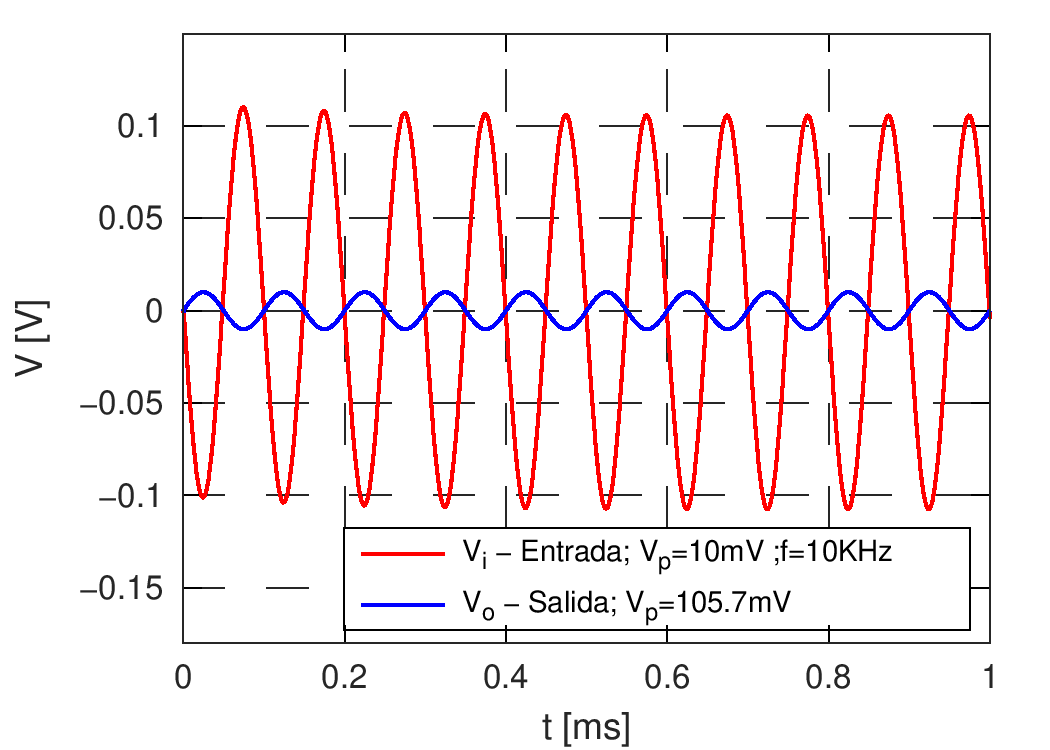 0.1
0.05
0
−0.05
−0.1
−0.15
V [V]
Vi − Entrada; Vp=10mV ;f=10KHz
Vo − Salida; Vp=105.7mV
0 0.2 0.4 0.6 0.8 1
t [ms]